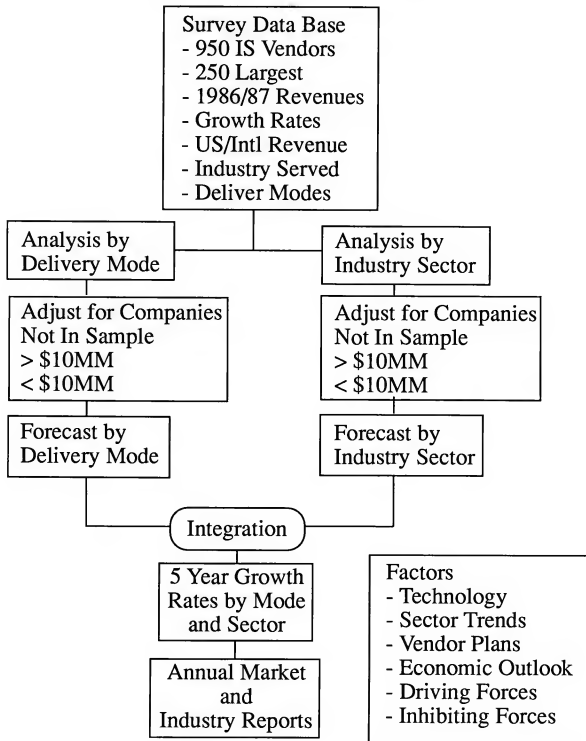 Survey Data Base
- 950 IS Vendors
- 250 Largest
- 1986/87 Revenues
- Growth Rates
- US/Intl Revenue
- Industry Served
- Deliver Modes
Analysis by
Delivery Mode
Analysis by
Industry Sector
Adjust for Companies
Not In Sample
> $10MM
< $10MM
Adjust for Companies
Not In Sample
> $10MM
< $10MM
Forecast by
Delivery Mode
Forecast by
Industry Sector
Integration
5 Year Growth
Rates by Mode
and Sector
Annual Market
and
Industry Reports
Factors
- Technology
- Sector Trends
- Vendor Plans
- Economic Outlook
- Driving Forces
- Inhibiting Forces